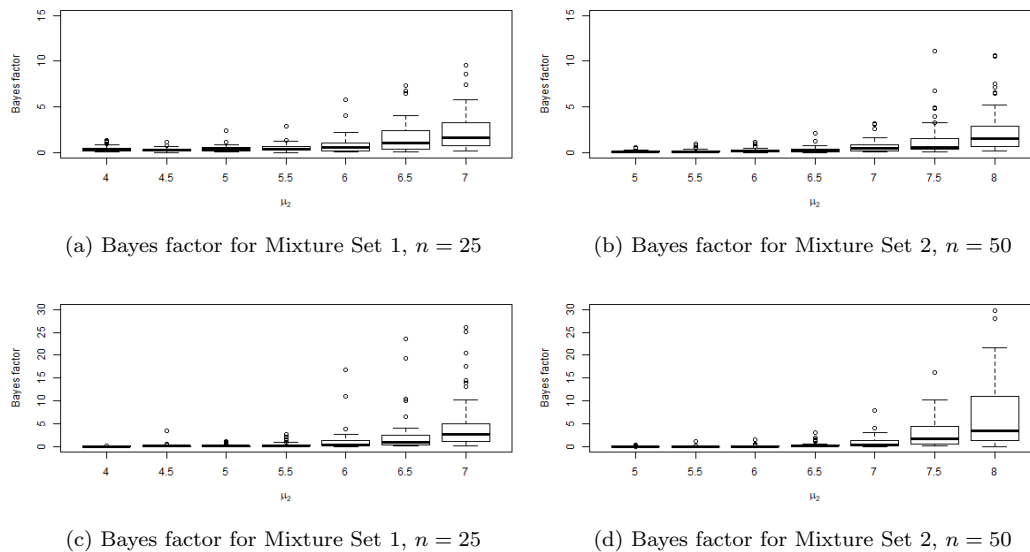 15
10
5
0
Bayes factor
4 4.5 5 5.5 6 6.5 7
μ₂
(a) Bayes factor for Mixture Set 1, n = 25
15
10
5
0
Bayes factor
5 5.5 6 6.5 7 7.5 8
μ₂
(b) Bayes factor for Mixture Set 2, n = 50
30
25
20
15
10
5
0
Bayes factor
4 4.5 5 5.5 6 6.5 7
μ₂
(c) Bayes factor for Mixture Set 1, n = 25
30
25
20
15
10
5
0
Bayes factor
5 5.5 6 6.5 7 7.5 8
μ₂
(d) Bayes factor for Mixture Set 2, n = 50